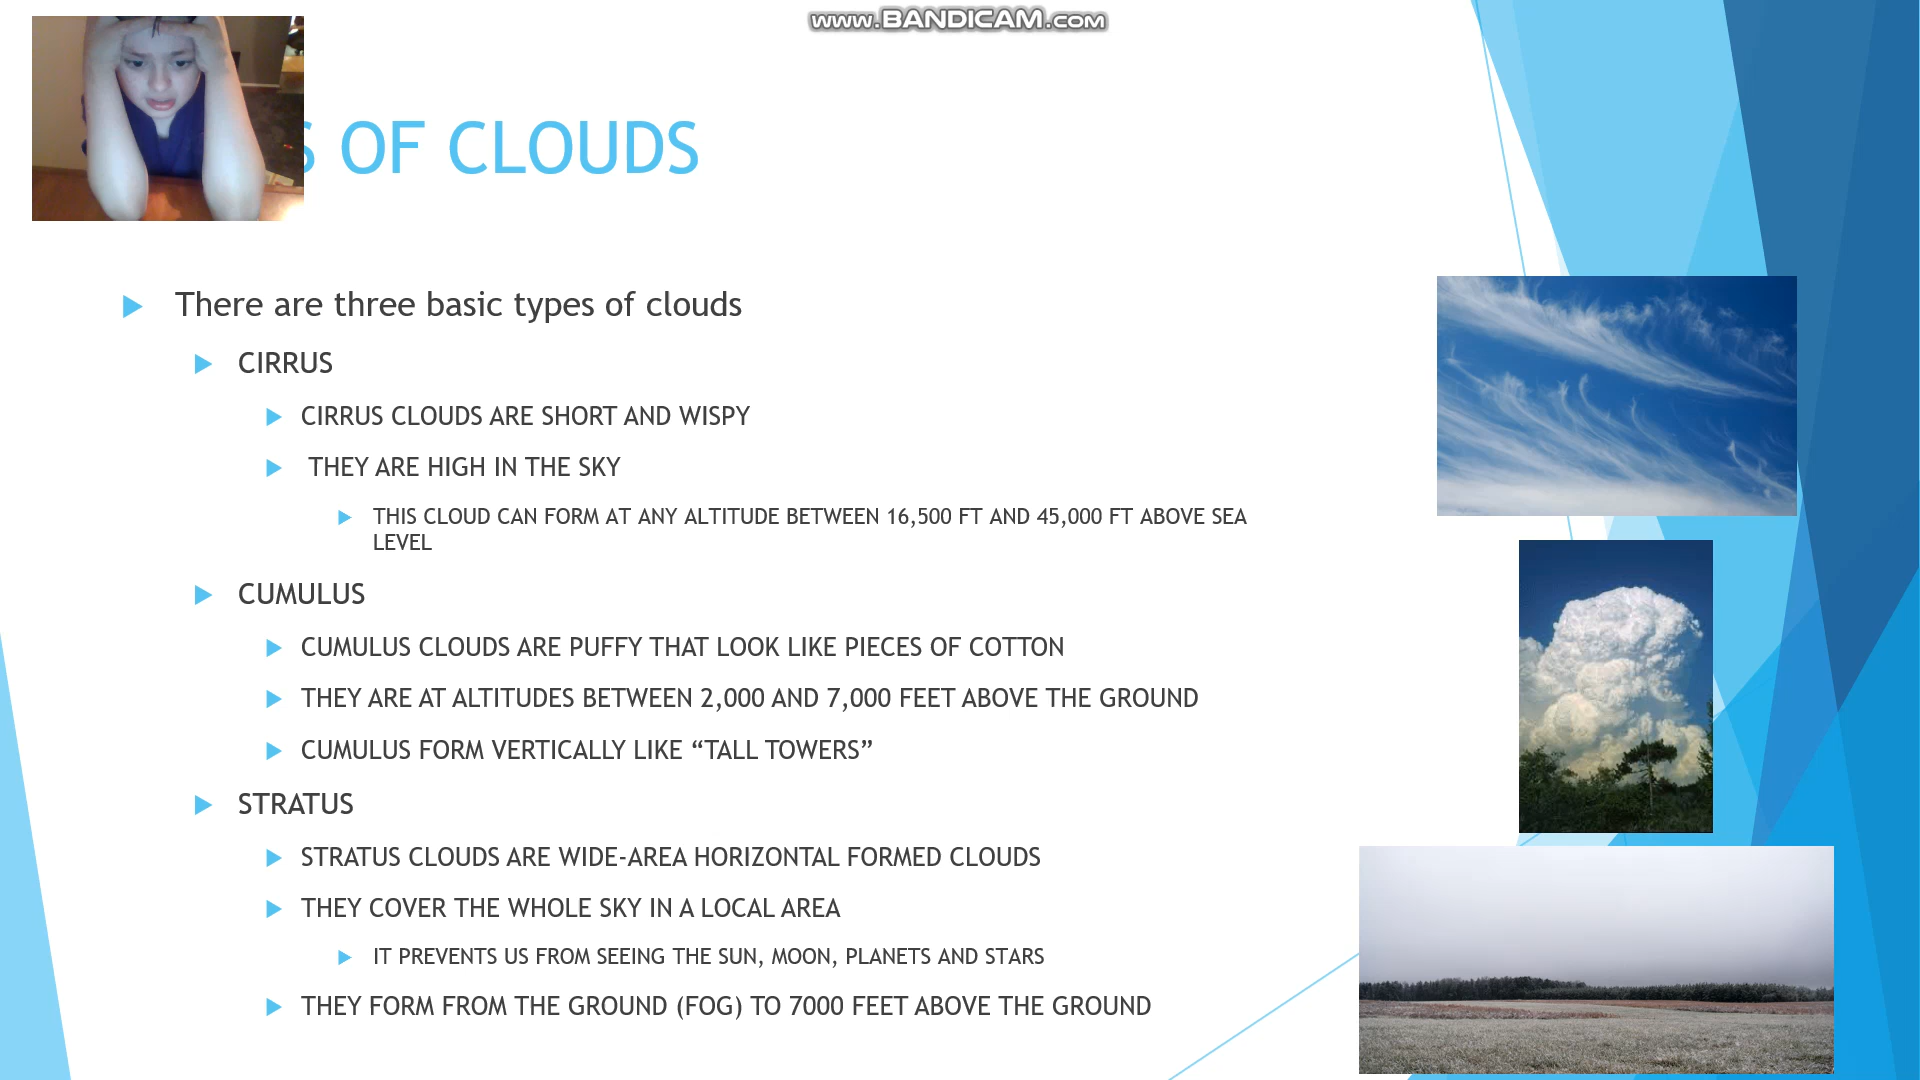 www.BANDICAM.com
S OF CLOUDS
There are three basic types of clouds
CIRRUS
CIRRUS CLOUDS ARE SHORT AND WISPY
THEY ARE HIGH IN THE SKY
THIS CLOUD CAN FORM AT ANY ALTITUDE BETWEEN 16,500 FT AND 45,000 FT ABOVE SEA
LEVEL
CUMULUS
CUMULUS CLOUDS ARE PUFFY THAT LOOK LIKE PIECES OF COTTON
THEY ARE AT ALTITUDES BETWEEN 2,000 AND 7,000 FEET ABOVE THE GROUND
CUMULUS FORM VERTICALLY LIKE “TALL TOWERS”
STRATUS
STRATUS CLOUDS ARE WIDE-AREA HORIZONTAL FORMED CLOUDS
THEY COVER THE WHOLE SKY IN A LOCAL AREA
IT PREVENTS US FROM SEEING THE SUN, MOON, PLANETS AND STARS
THEY FORM FROM THE GROUND (FOG) TO 7000 FEET ABOVE THE GROUND